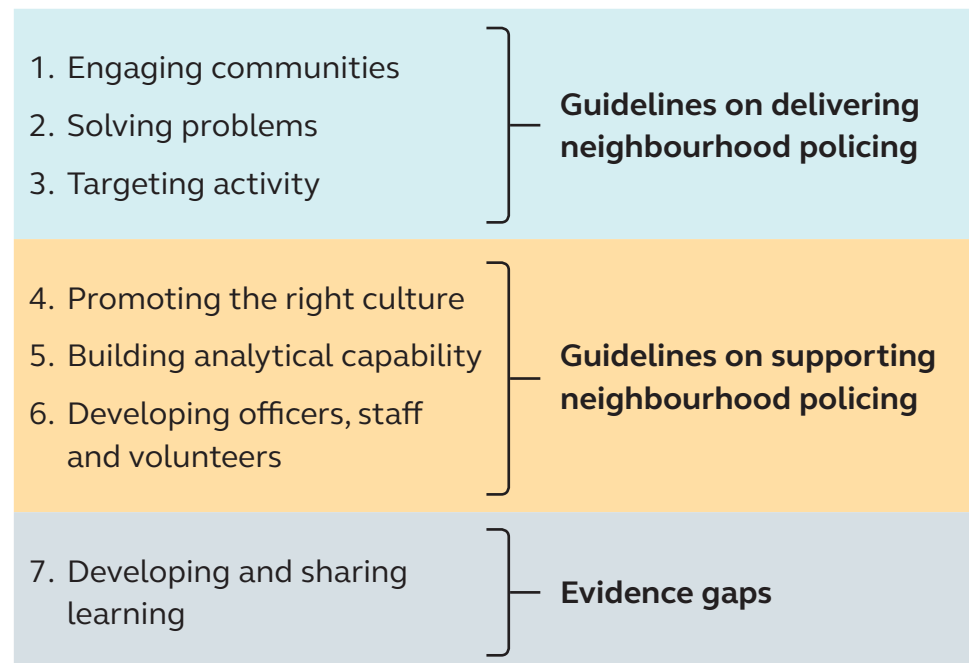 1. Engaging communities
2. Solving problems
3. Targeting activity
Guidelines on delivering
neighbourhood policing
4. Promoting the right culture
5. Building analytical capability
6. Developing officers, staff
and volunteers
Guidelines on supporting
neighbourhood policing
7. Developing and sharing
learning
Evidence gaps